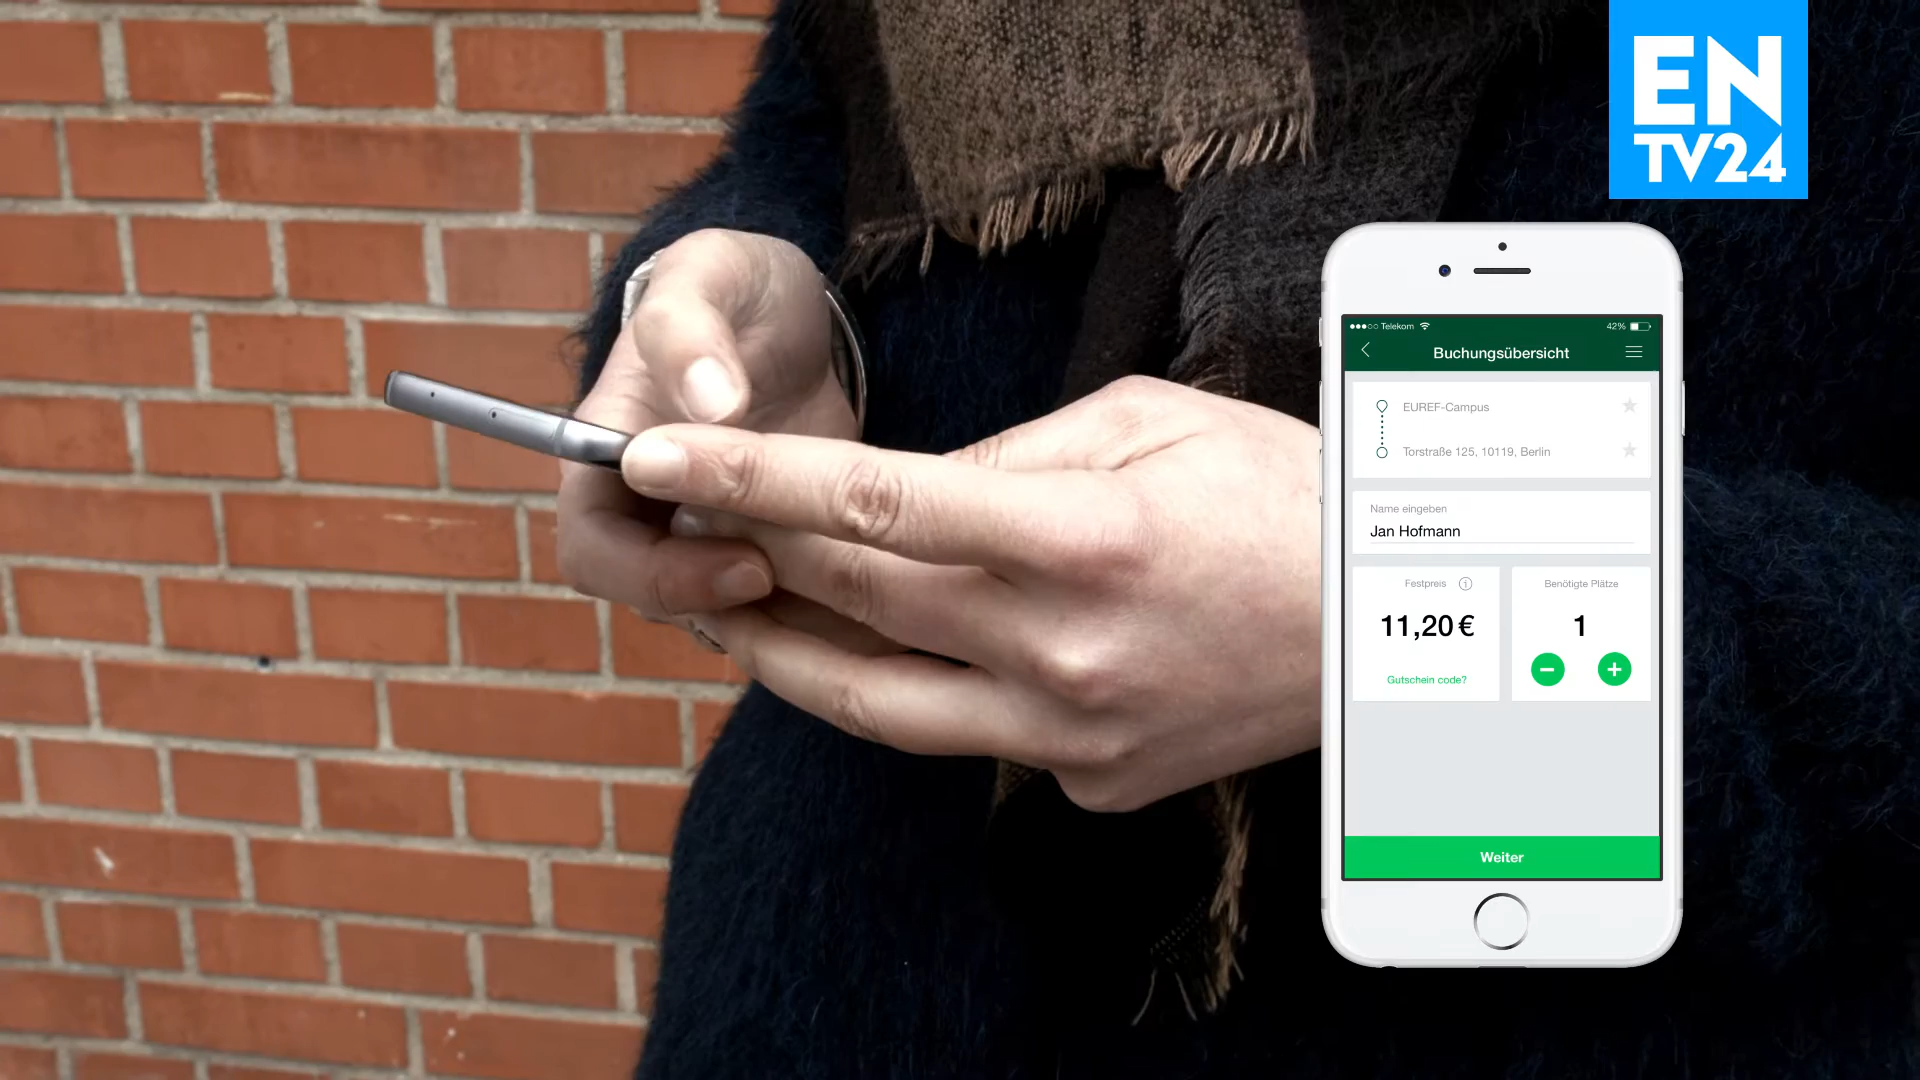 EN
TV24
Telekom
42%
Buchungsübersicht
EUREF-Campus
Torstraße 125, 10119, Berlin
Name eingeben
Jan Hofmann
Festpreis
Benötigte Plätze
11,20 €
1
Gutschein code?
Weiter